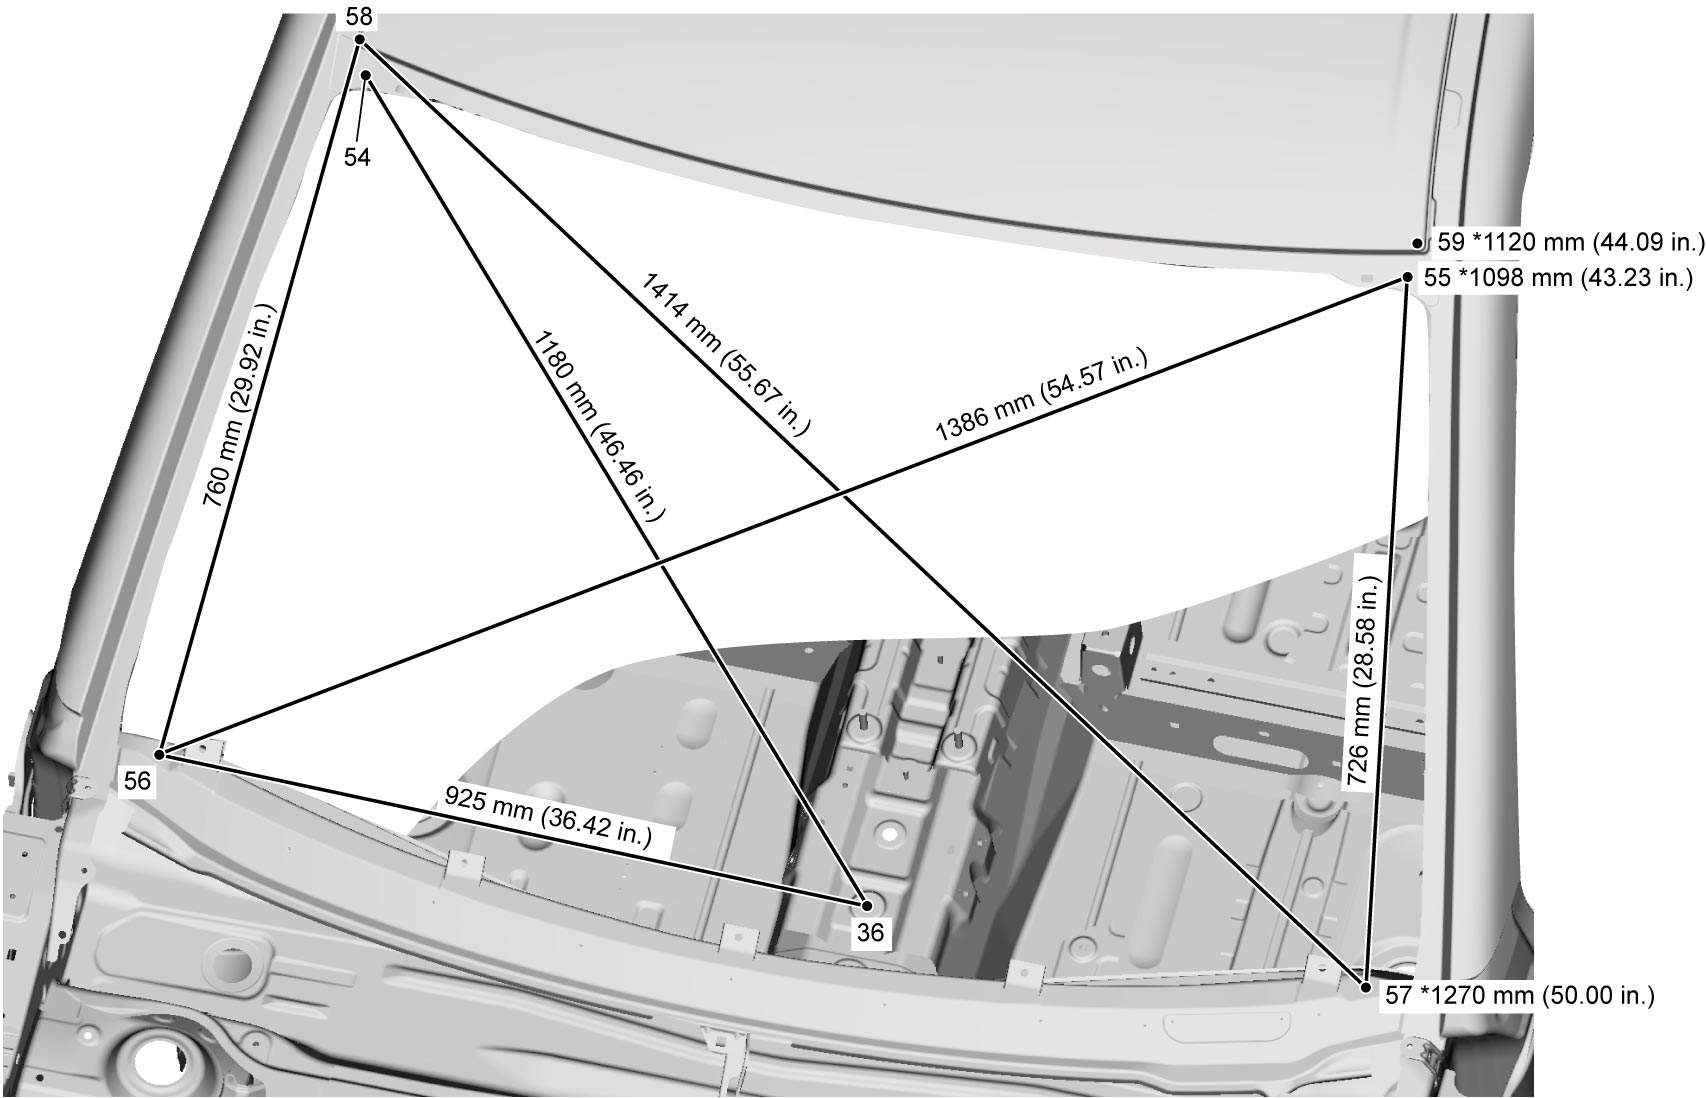 58
54
59 *1120 mm (44.09 in.)
55 *1098 mm (43.23 in.)
1414 mm (55.67 in.)
760 mm (29.92 in.)
1180 mm (46.46 in.)
1386 mm (54.57 in.)
726 mm (28.58 in.)
56
925 mm (36.42 in.)
36
57 *1270 mm (50.00 in.)